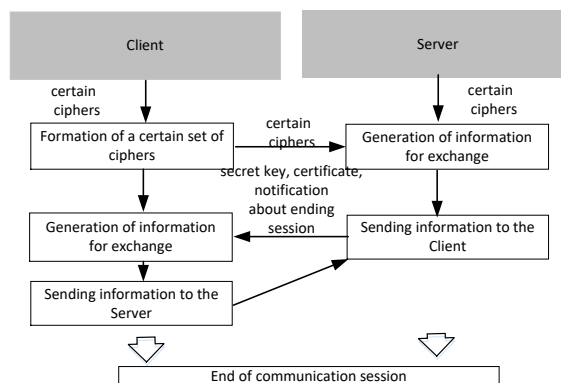 Client
Server
certain
ciphers
certain
ciphers
Formation of a certain set of
ciphers
certain
ciphers
Generation of information
for exchange
secret key, certificate,
notification
about ending
session
Generation of information
for exchange
Sending information to the
Client
Sending information to the
Server
End of communication session